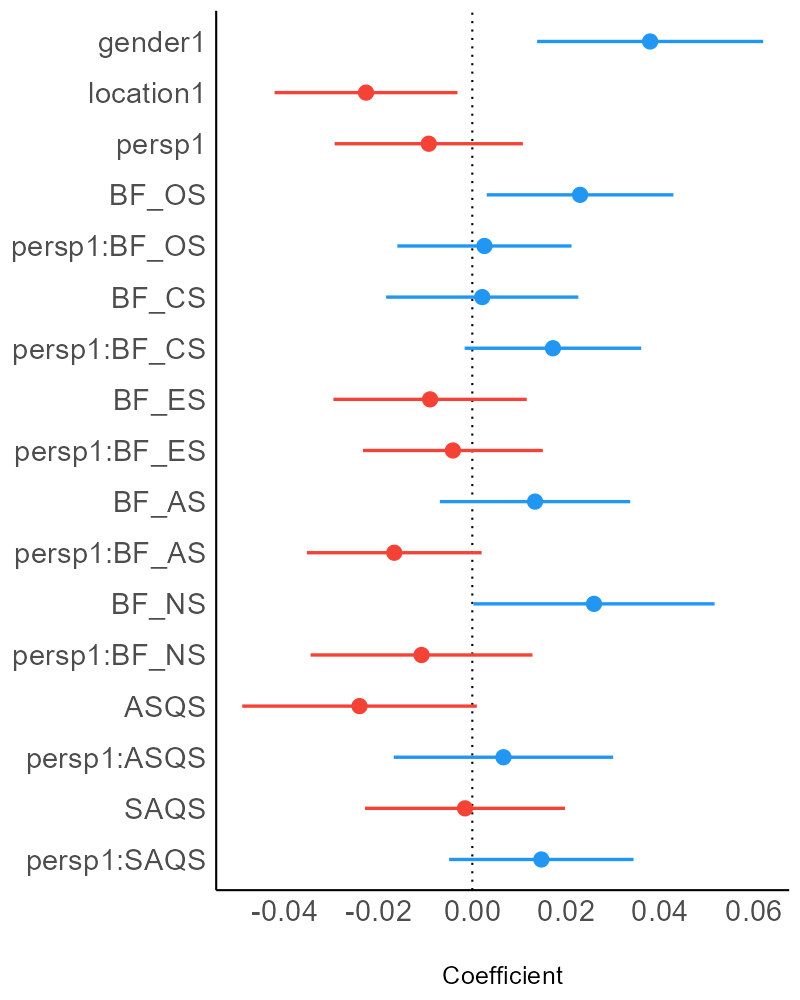 gender1
location1
persp1
BF_OS
persp1:BF_OS
BF_CS
persp1:BF_CS
BF_ES
persp1:BF_ES
BF_AS
persp1:BF_AS
BF_NS
persp1:BF_NS
ASQS
persp1:ASQS
SAQS
persp1:SAQS
-0.04 -0.02 0.00 0.02 0.04 0.06
Coefficient